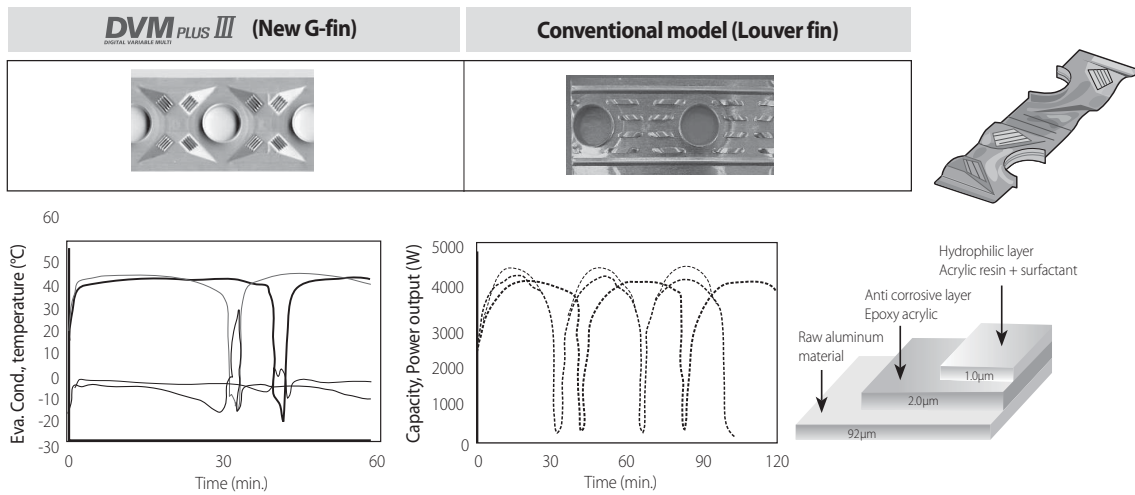 DVM PLUS III (New G-fin)
DIGITAL VARIABLE MULTI
Conventional model (Louver fin)
60
50
40
30
20
10
0
-10
-20
-30
Eva. Cond., temperature (°C)
0
30
60
Time (min.)
5000
4000
3000
2000
1000
0
Capacity, Power output (W)
0
30
60
90
120
Time (min.)
Hydrophilic layer
Acrylic resin + surfactant
Anti corrosive layer
Epoxy acrylic
Raw aluminum
material
1.0μm
2.0μm
92μm